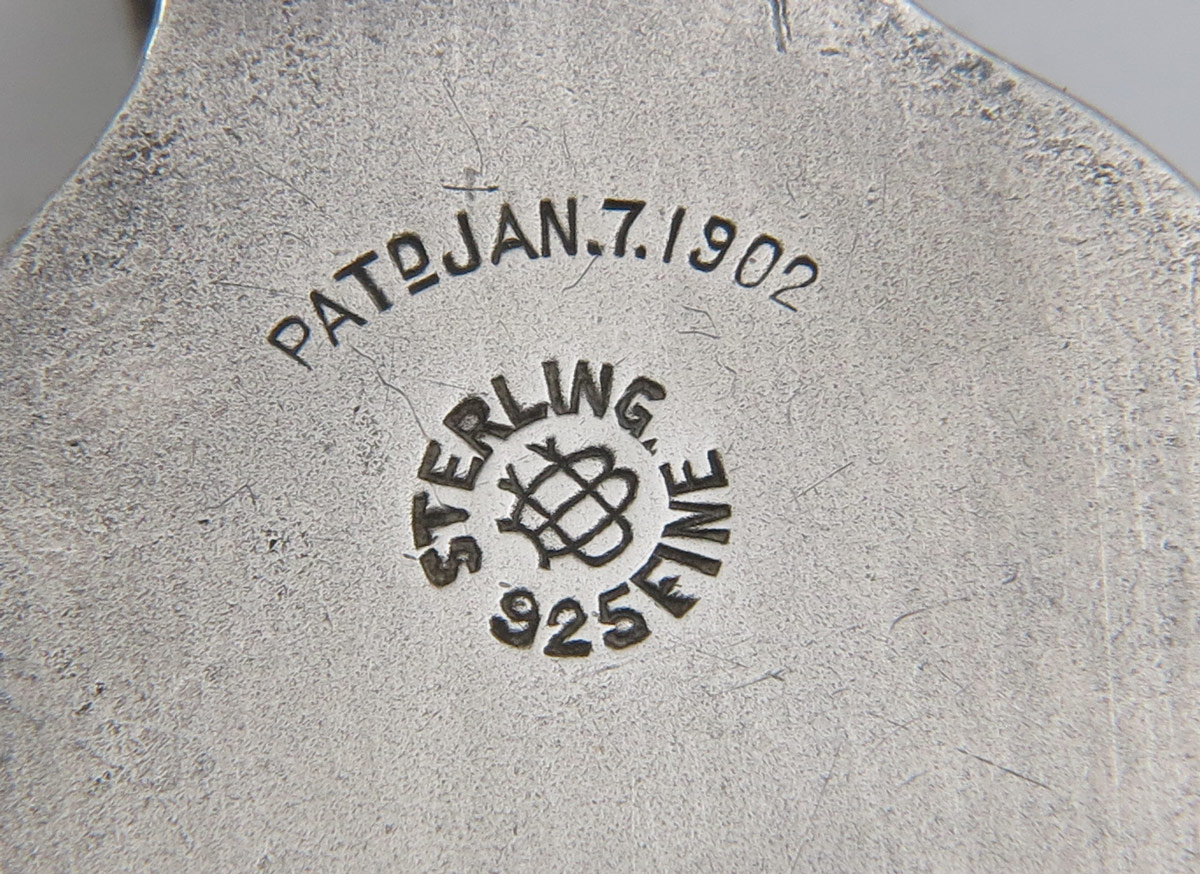 PATD JAN.7.1902
STERLING.
925 FINE